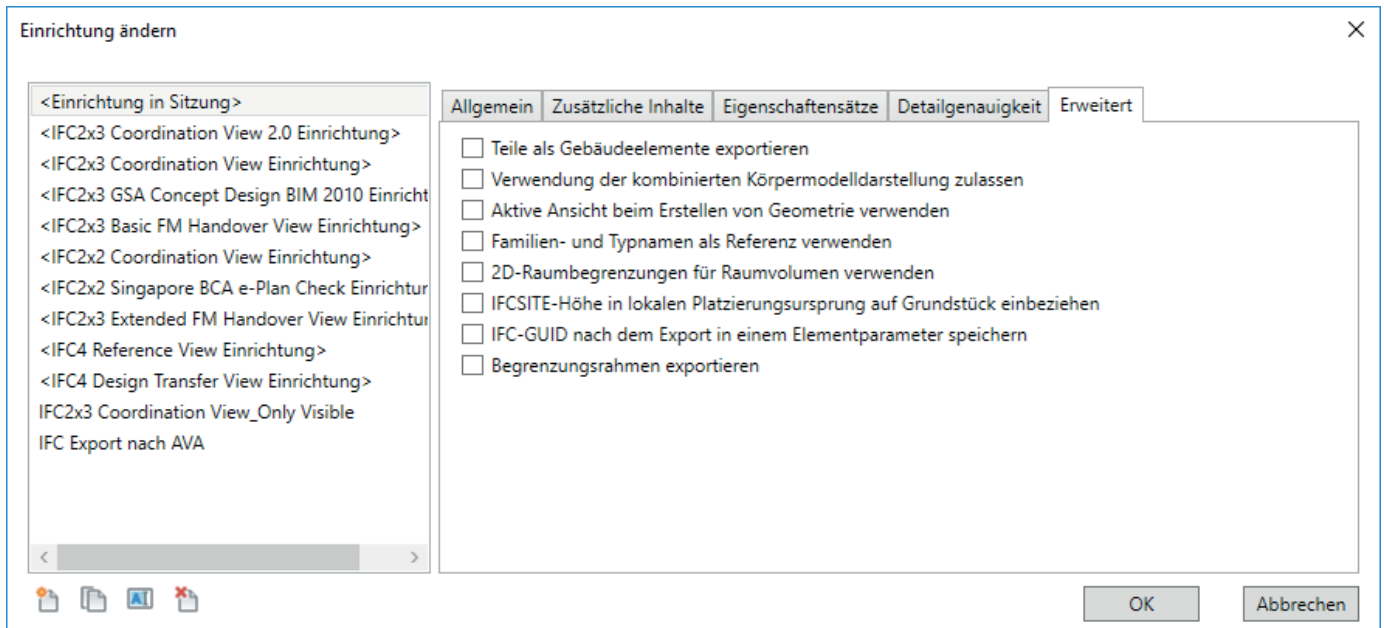 Einrichtung ändern
<Einrichtung in Sitzung>
<IFC2x3 Coordination View 2.0 Einrichtung>
<IFC2x3 Coordination View Einrichtung>
<IFC2x3 GSA Concept Design BIM 2010 Einricht
<IFC2x3 Basic FM Handover View Einrichtung>
<IFC2x2 Coordination View Einrichtung>
<IFC2x2 Singapore BCA e-Plan Check Einrichtur
<IFC2x3 Extended FM Handover View Einrichtur
<IFC4 Reference View Einrichtung>
<IFC4 Design Transfer View Einrichtung>
IFC2x3 Coordination View_Only Visible
IFC Export nach AVA
Allgemein Zusätzliche Inhalte Eigenschaftensätze Detailgenauigkeit Erweitert
Teile als Gebäudeelemente exportieren
Verwendung der kombinierten Körpermodelldarstellung zulassen
Aktive Ansicht beim Erstellen von Geometrie verwenden
Familien- und Typnamen als Referenz verwenden
2D-Raumbegrenzungen für Raumvolumen verwenden
IFCSITE-Höhe in lokalen Platzierungsursprung auf Grundstück einbeziehen
IFC-GUID nach dem Export in einem Elementparameter speichern
Begrenzungsrahmen exportieren
OK Abbrechen